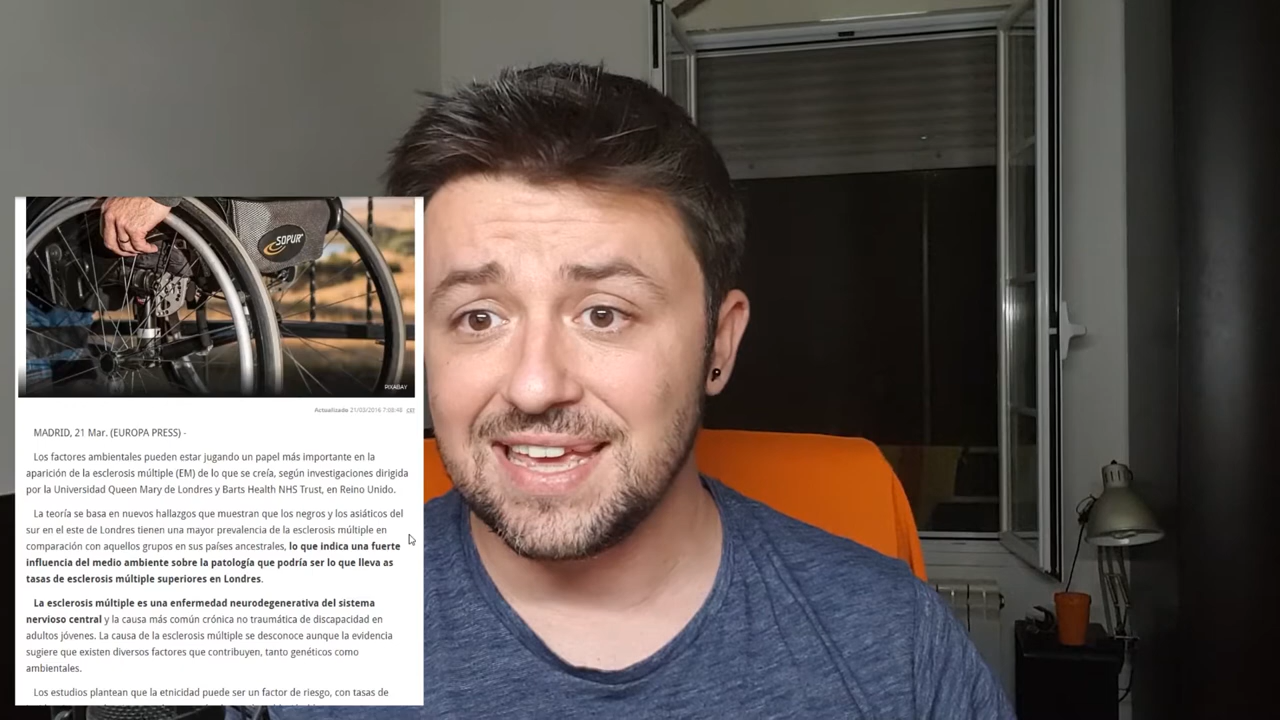 SOPUR
PIXABAY
Actualizado 21/03/2016 7:08:48 CET
MADRID, 21 Mar. (EUROPA PRESS) -
Los factores ambientales pueden estar jugando un papel más importante en la
aparición de la esclerosis múltiple (EM) de lo que se creía, según investigaciones dirigida
por la Universidad Queen Mary de Londres y Barts Health NHS Trust, en Reino Unido.
La teoría se basa en nuevos hallazgos que muestran que los negros y los asiáticos del
sur en el este de Londres tienen una mayor prevalencia de la esclerosis múltiple en
comparación con aquellos grupos en sus países ancestrales, lo que indica una fuerte
influencia del medio ambiente sobre la patología que podría ser lo que lleva as
tasas de esclerosis múltiple superiores en Londres.
La esclerosis múltiple es una enfermedad neurodegenerativa del sistema
nervioso central y la causa más común crónica no traumática de discapacidad en
adultos jóvenes. La causa de la esclerosis múltiple se desconoce aunque la evidencia
sugiere que existen diversos factores que contribuyen, tanto genéticos como
ambientales.
Los estudios plantean que la etnicidad puede ser un factor de riesgo, con tasas de